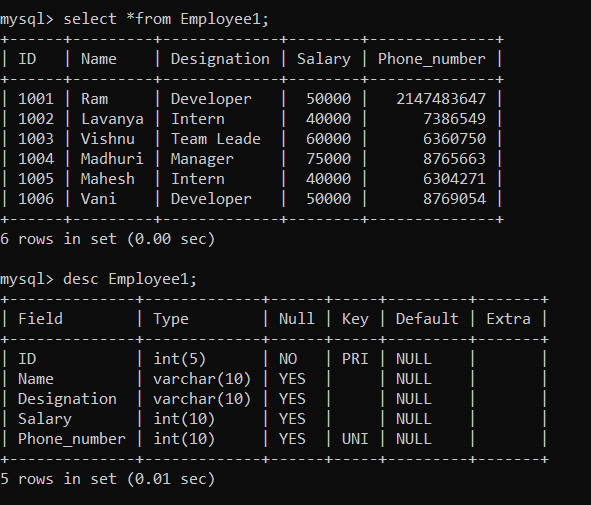 mysql> select *from Employee1;
+------+---------+-------------+--------+--------------+
| ID   | Name    | Designation | Salary | Phone_number |
+------+---------+-------------+--------+--------------+
| 1001 | Ram     | Developer   |  50000 |   2147483647 |
| 1002 | Lavanya | Intern      |  40000 |      7386549 |
| 1003 | Vishnu  | Team Leade  |  60000 |      6360750 |
| 1004 | Madhuri | Manager     |  75000 |      8765663 |
| 1005 | Mahesh  | Intern      |  40000 |      6304271 |
| 1006 | Vani    | Developer   |  50000 |      8769054 |
+------+---------+-------------+--------+--------------+
6 rows in set (0.00 sec)
mysql> desc Employee1;
+--------------+-------------+------+-----+---------+-------+
| Field        | Type        | Null | Key | Default | Extra |
+--------------+-------------+------+-----+---------+-------+
| ID           | int(5)      | NO   | PRI | NULL    |       |
| Name         | varchar(10) | YES  |     | NULL    |       |
| Designation  | varchar(10) | YES  |     | NULL    |       |
| Salary       | int(10)     | YES  |     | NULL    |       |
| Phone_number | int(10)     | YES  | UNI | NULL    |       |
+--------------+-------------+------+-----+---------+-------+
5 rows in set (0.01 sec)